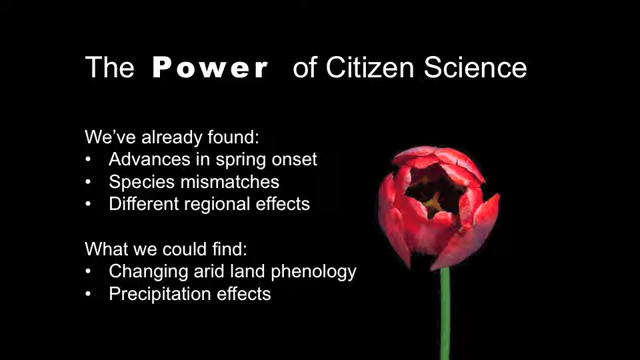 The Power of Citizen Science
We've already found:
• Advances in spring onset
• Species mismatches
• Different regional effects
What we could find:
• Changing arid land phenology
• Precipitation effects